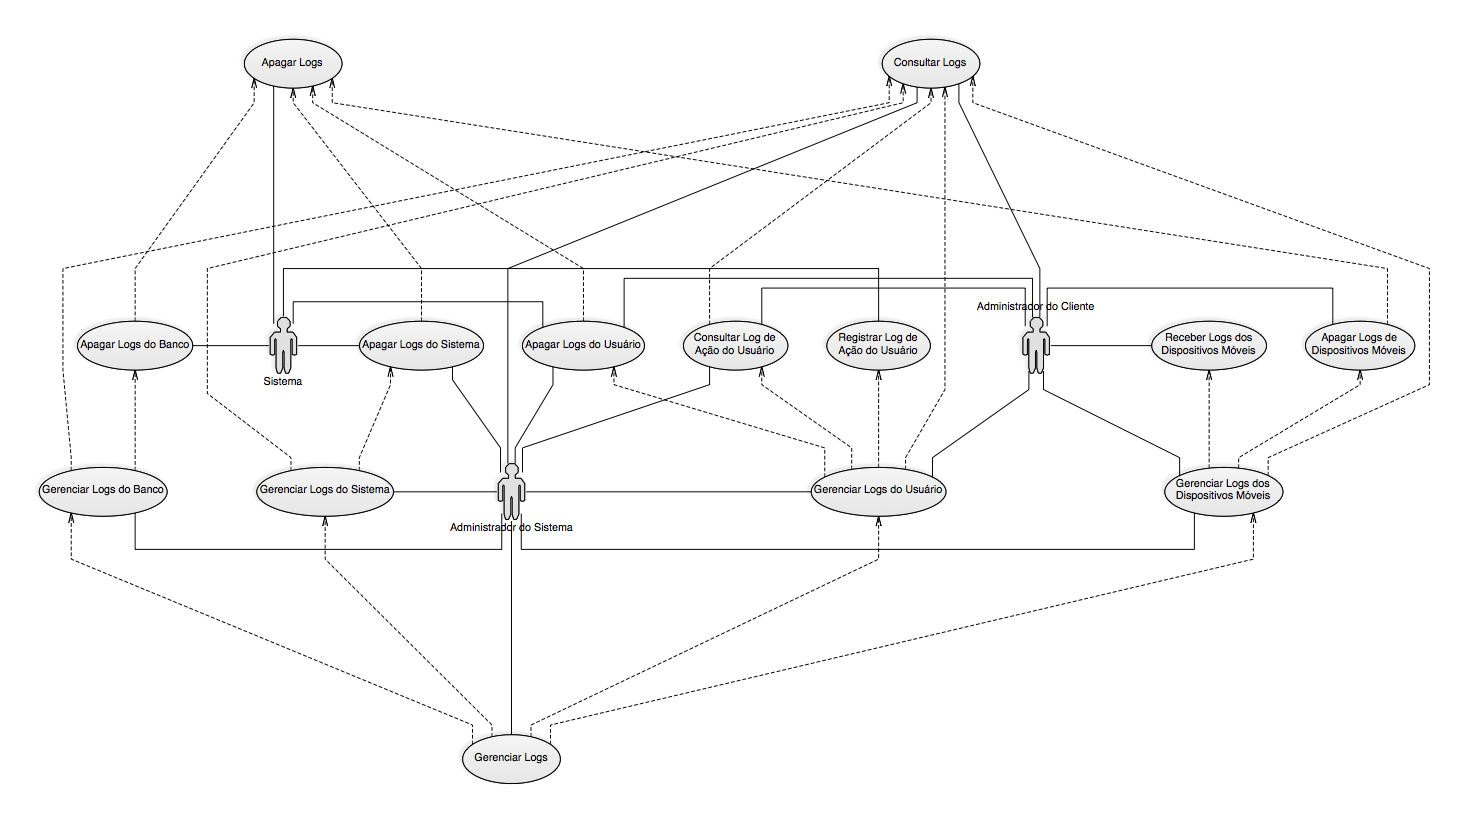 Apagar Logs
Consultar Logs
Administrador do Cliente
Apagar Logs do Banco
Apagar Logs do Sistema
Apagar Logs do Usuário
Consultar Log de
Ação do Usuário
Registrar Log de
Ação do Usuário
Receber Logs dos
Dispositivos Móveis
Apagar Logs de
Dispositivos Móveis
Sistema
Gerenciar Logs do Banco
Gerenciar Logs do Sistema
Gerenciar Logs do Usuário
Gerenciar Logs dos
Dispositivos Móveis
Administrador do Sistema
Gerenciar Logs